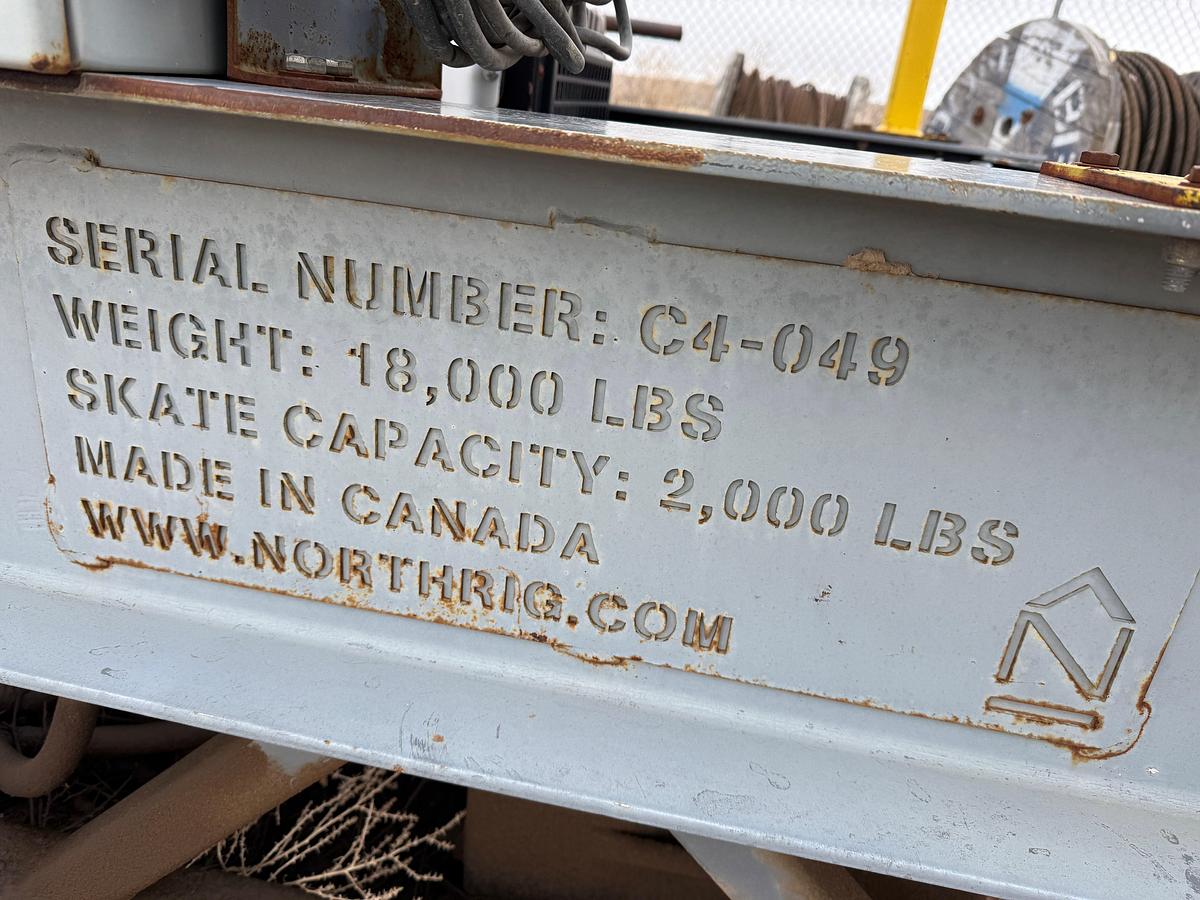 SERIAL NUMBER: C4-049
WEIGHT: 18,000 LBS
SKATE CAPACITY: 2,000 LBS
MADE IN CANADA
WWW.NORTHRIG.COM
N